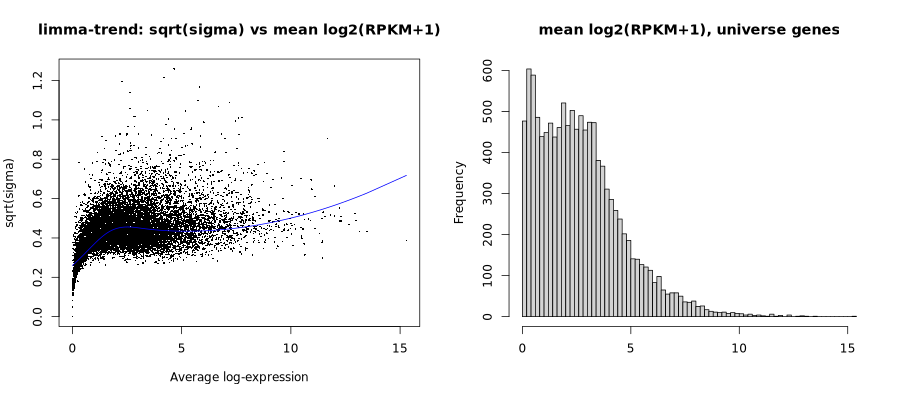 limma-trend: sqrt(sigma) vs mean log2(RPKM+1)
sqrt(sigma)
0.0 0.2 0.4 0.6 0.8 1.0 1.2
0 5 10 15
Average log-expression
mean log2(RPKM+1), universe genes
Frequency
0 100 200 300 400 500 600
0 5 10 15